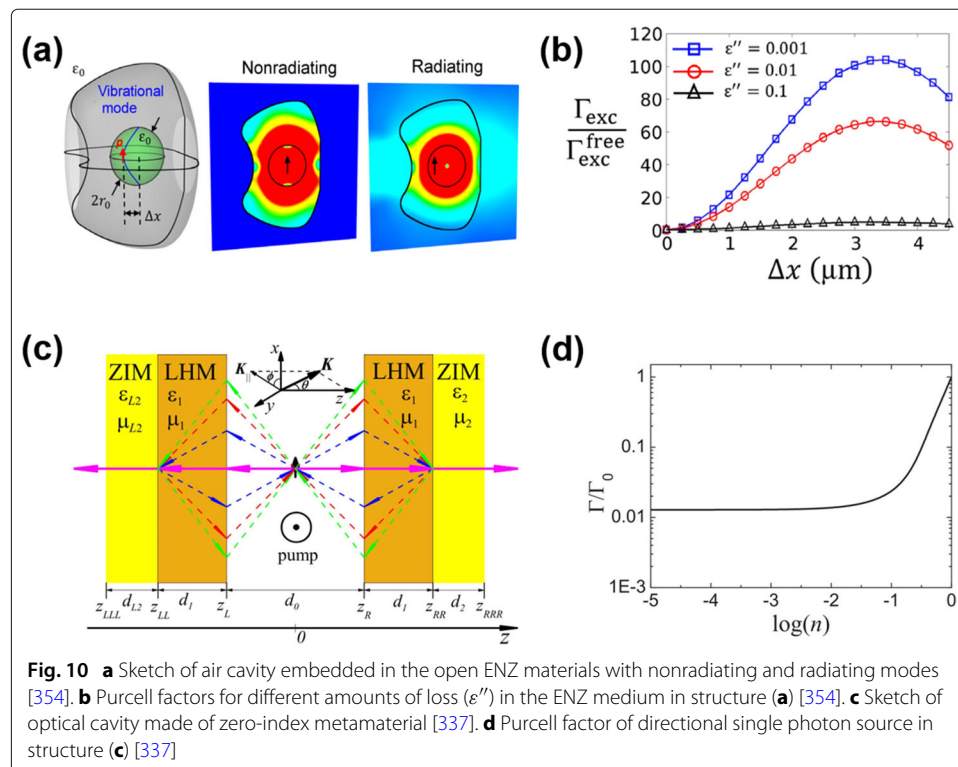 (a)
ε₀
Vibrational
mode
p
ε₀
2r₀
Δx
Nonradiating
Radiating
(b)
Γexc
Γexc^free
120
100
80
60
40
20
0
ε'' = 0.001
ε'' = 0.01
ε'' = 0.1
0 1 2 3 4
Δx (μm)
(c)
ZIM
εL2
μL2
LHM
ε₁
μ₁
x
K∥
ϕ
K
θ
y
z
pump
LHM
ε₁
μ₁
ZIM
ε₂
μ₂
zLLL dL2 zLL d₁ zL d₀ zR d₁ zRR d₂ zRRR
0
z
(d)
Γ/Γ₀
1
0.1
0.01
1E-3
-5 -4 -3 -2 -1 0
log(n)
Fig. 10 a Sketch of air cavity embedded in the open ENZ materials with nonradiating and radiating modes
[354]. b Purcell factors for different amounts of loss (ε'') in the ENZ medium in structure (a) [354]. c Sketch of
optical cavity made of zero-index metamaterial [337]. d Purcell factor of directional single photon source in
structure (c) [337]